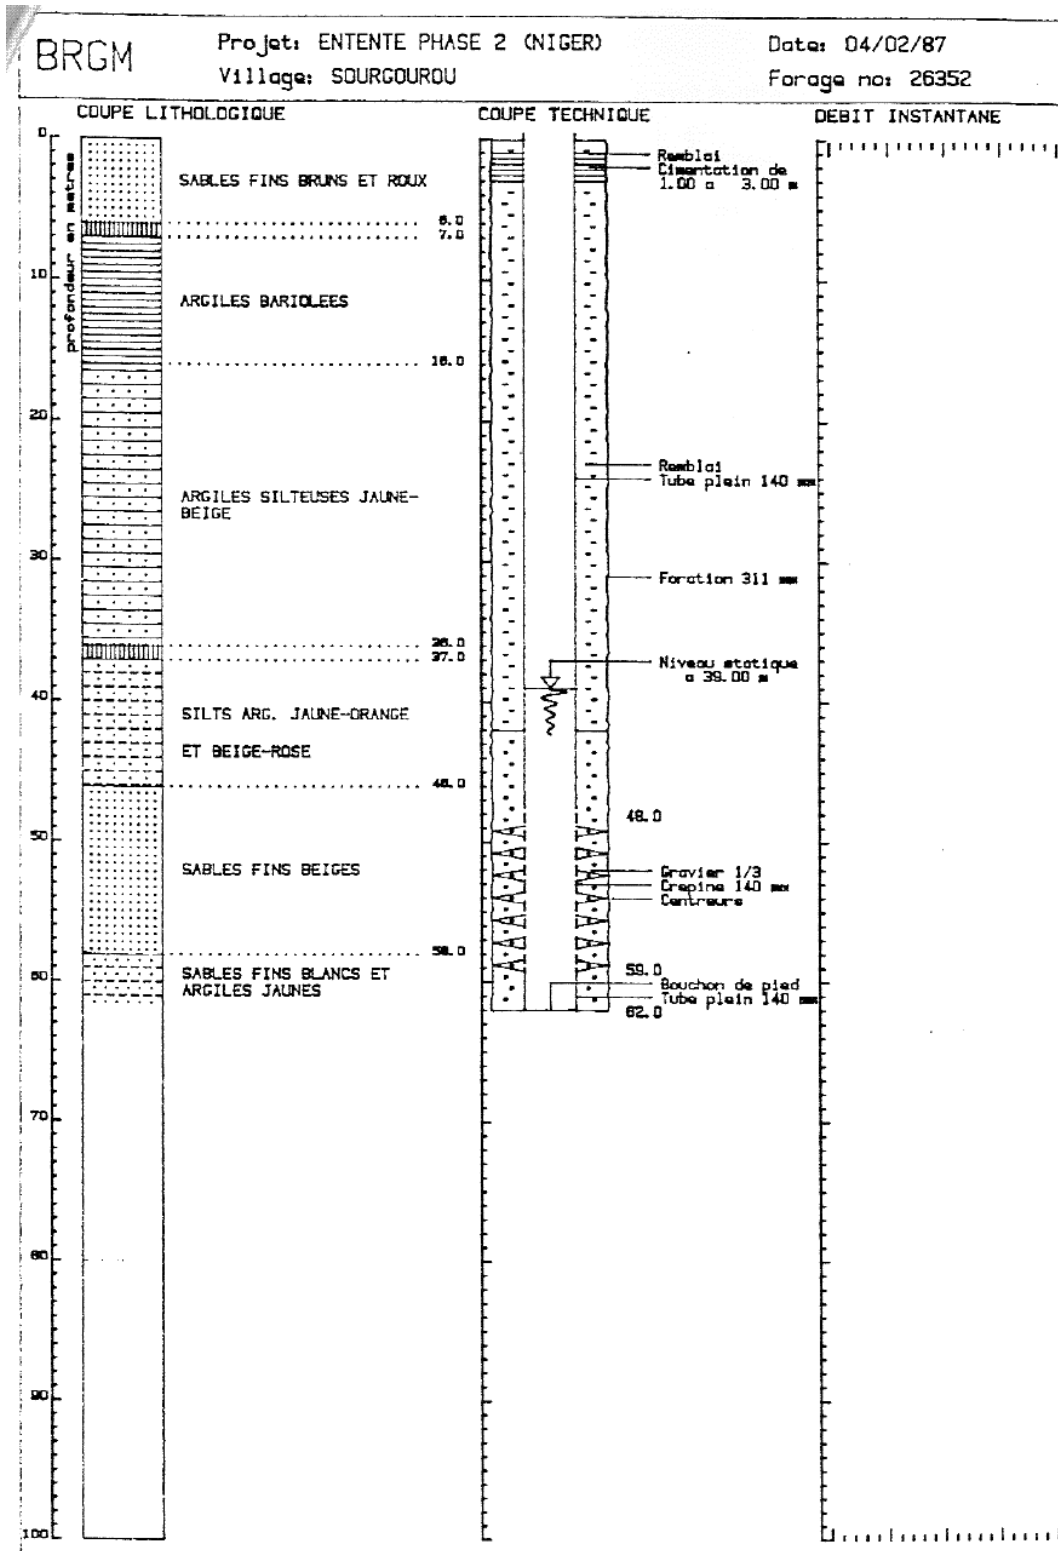 BRGM
Projet: ENTENTE PHASE 2 (NIGER)
Village: SOURGOUROU
Date: 04/02/87
Forage no: 26352
COUPE LITHOLOGIQUE
COUPE TECHNIQUE
DEBIT INSTANTANE
profondeur en metres
0
10
20
30
40
50
60
70
80
90
100
SABLES FINS BRUNS ET ROUX
6.0
7.0
ARGILES BARIOLEES
16.0
ARGILES SILTEUSES JAUNE-
BEIGE
36.0
37.0
SILTS ARG. JAUNE-ORANGE
ET BEIGE-ROSE
46.0
SABLES FINS BEIGES
58.0
SABLES FINS BLANCS ET
ARGILES JAUNES
Remblai
Cimentation de
1.00 a 3.00 m
Remblai
Tube plein 140 mm
Foration 311 mm
Niveau statique
a 39.00 m
48.0
Gravier 1/3
Crepine 140 mm
Centreurs
59.0
Bouchon de pied
Tube plein 140 mm
62.0